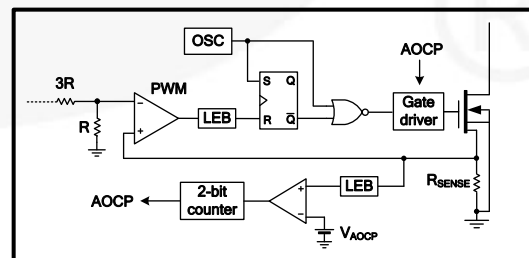 OSC
AOCP
3R
PWM
S Q
R Q
LEB
R
Gate
driver
LEB
RSENSE
AOCP
2-bit
counter
VAOCP
+
−
+
−